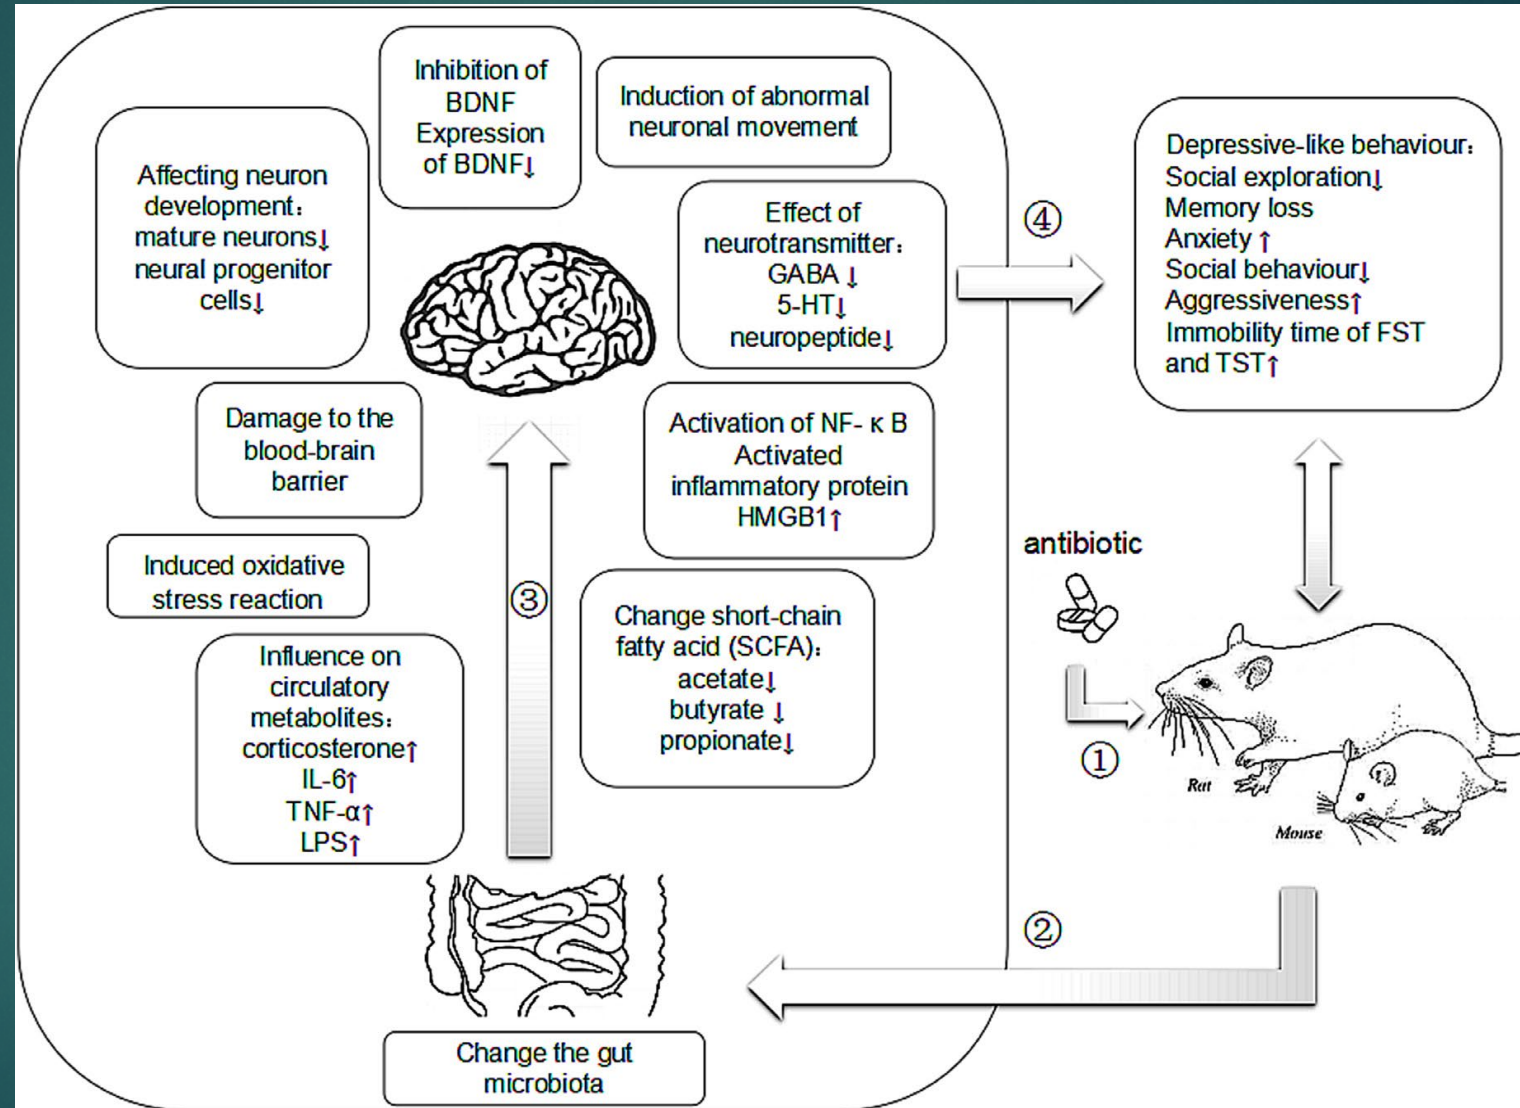 Inhibition of
BDNF
Expression
of BDNF↓
Induction of abnormal
neuronal movement
Affecting neuron
development:
mature neurons↓
neural progenitor
cells↓
Effect of
neurotransmitter:
GABA ↓
5-HT↓
neuropeptide↓
④
Depressive-like behaviour:
Social exploration↓
Memory loss
Anxiety ↑
Social behaviour↓
Aggressiveness↑
Immobility time of FST
and TST↑
Damage to the
blood-brain
barrier
Activation of NF- κ B
Activated
inflammatory protein
HMGB1↑
Induced oxidative
stress reaction
③
antibiotic
Change short-chain
fatty acid (SCFA):
acetate↓
butyrate ↓
propionate↓
Influence on
circulatory
metabolites:
corticosterone↑
IL-6↑
TNF-α↑
LPS↑
①
Rat
Mouse
②
Change the gut
microbiota